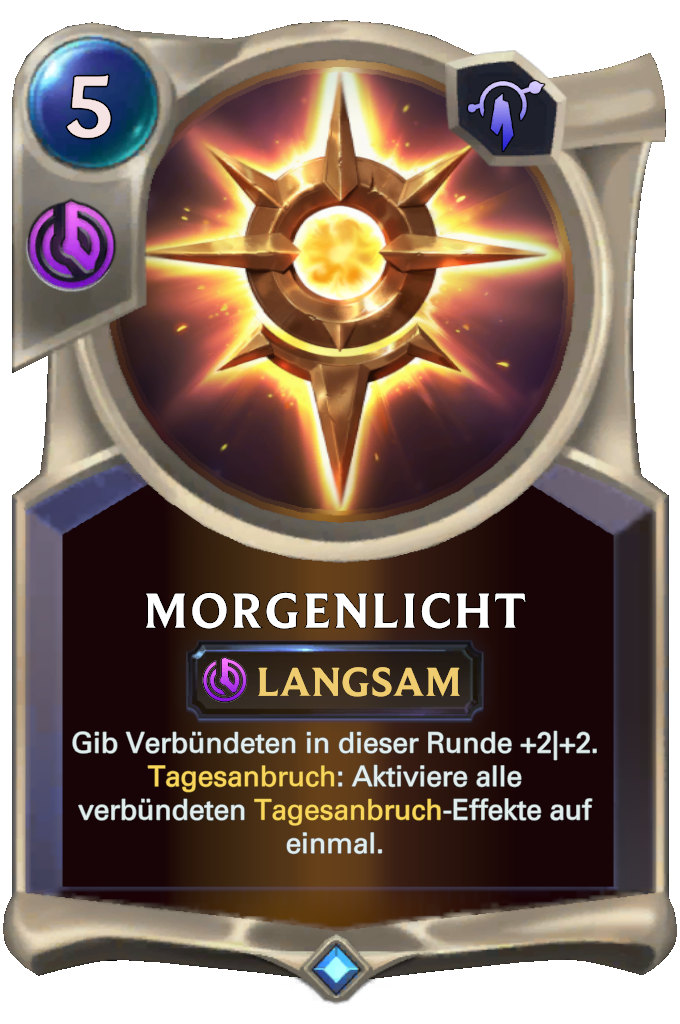 5
MORGENLICHT
LANGSAM
Gib Verbündeten in dieser Runde +2|+2.
Tagesanbruch: Aktiviere alle
verbündeten Tagesanbruch-Effekte auf
einmal.